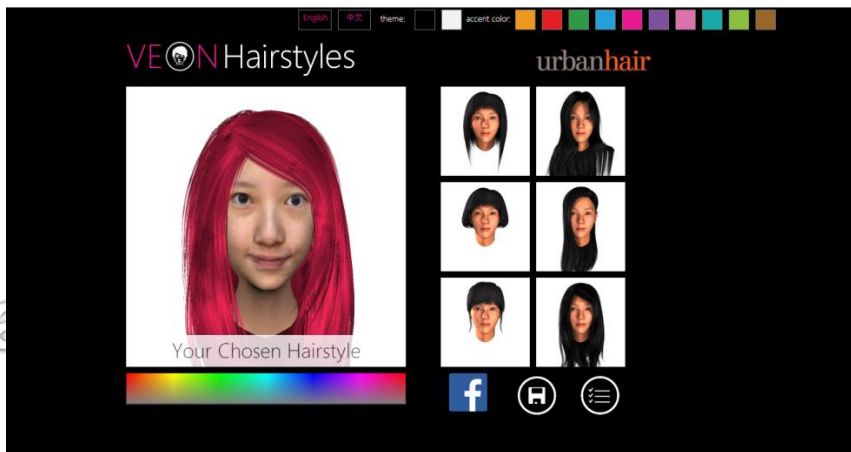 English 中文 theme: accent color:
VEON Hairstyles
urbanhair
Your Chosen Hairstyle